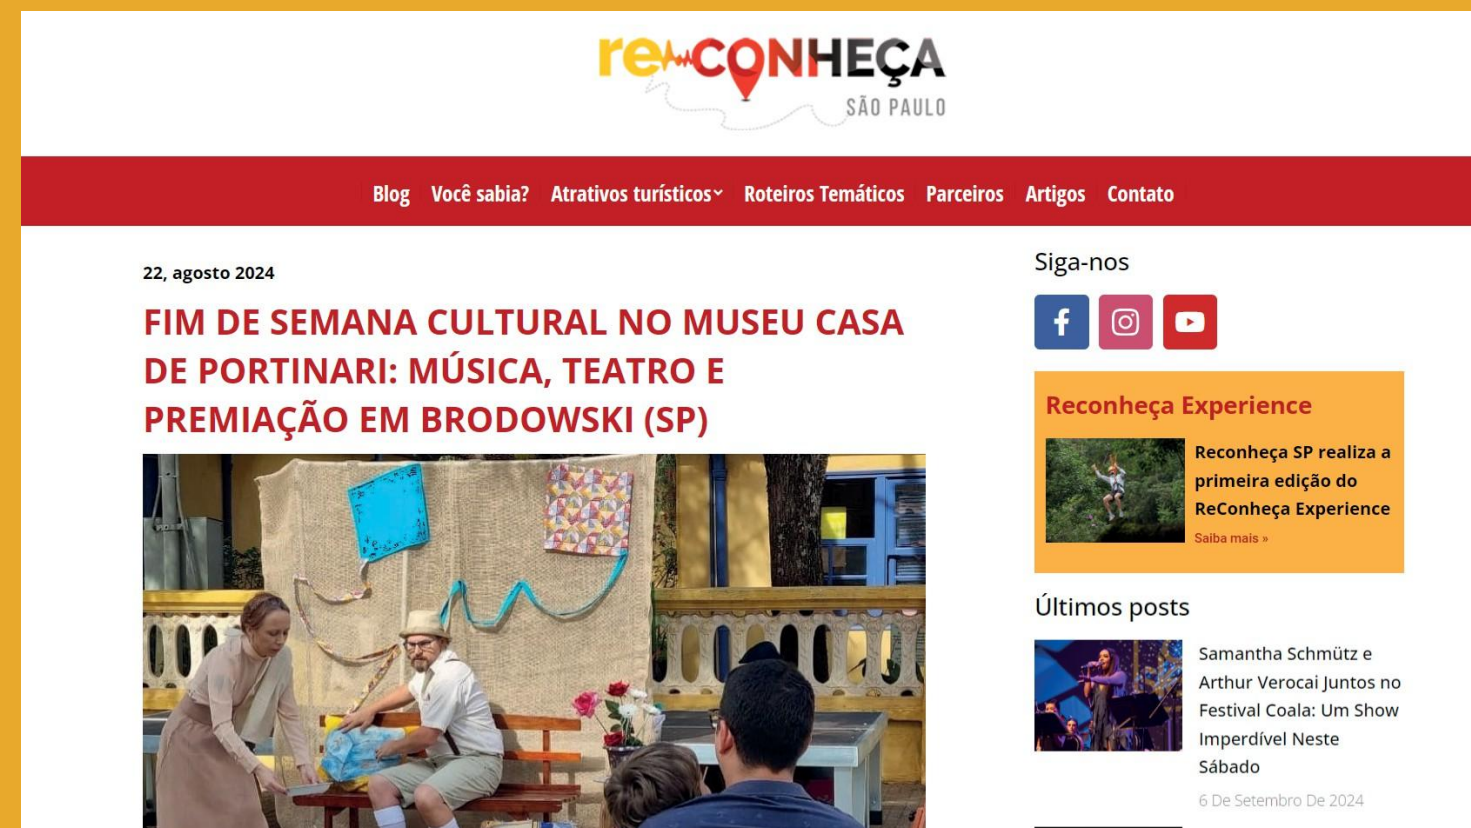 reCONHEÇA
SÃO PAULO
Blog Você sabia? Atrativos turísticos Roteiros Temáticos Parceiros Artigos Contato
22, agosto 2024
FIM DE SEMANA CULTURAL NO MUSEU CASA
DE PORTINARI: MÚSICA, TEATRO E
PREMIAÇÃO EM BRODOWSKI (SP)
Siga-nos
Reconheça Experience
Reconheça SP realiza a
primeira edição do
ReConheça Experience
Saiba mais »
Últimos posts
Samantha Schmütz e
Arthur Verocai Juntos no
Festival Coala: Um Show
Imperdível Neste
Sábado
6 De Setembro De 2024